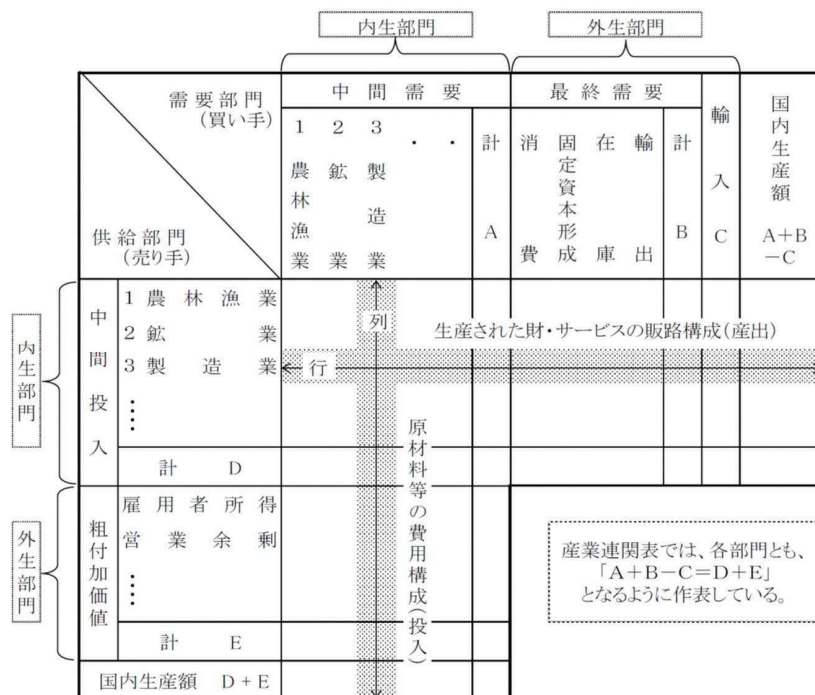 内生部門
外生部門
需要部門
(買い手)
供給部門
(売り手)
中間需要
1 農林漁業
2 鉱業
3 製造業
・
・
計 A
最終需要
消費
固定資本形成
在庫
輸出
計 B
輸入 C
国内生産額 A+B
-C
内生部門
中間投入
1 農林漁業
2 鉱業
3 製造業
⋮
計 D
列
生産された財・サービスの販路構成(産出)
行
原材料等の費用構成(投入)
外生部門
粗付加価値
雇用者所得
営業余剰
⋮
計 E
国内生産額 D+E
産業連関表では、各部門とも、
「A+B-C=D+E」
となるように作表している。